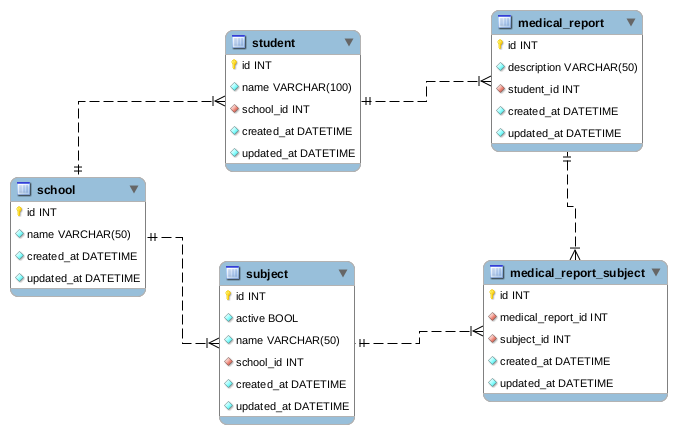 student
id INT
name VARCHAR(100)
school_id INT
created_at DATETIME
updated_at DATETIME
medical_report
id INT
description VARCHAR(50)
student_id INT
created_at DATETIME
updated_at DATETIME
school
id INT
name VARCHAR(50)
created_at DATETIME
updated_at DATETIME
subject
id INT
active BOOL
name VARCHAR(50)
school_id INT
created_at DATETIME
updated_at DATETIME
medical_report_subject
id INT
medical_report_id INT
subject_id INT
created_at DATETIME
updated_at DATETIME